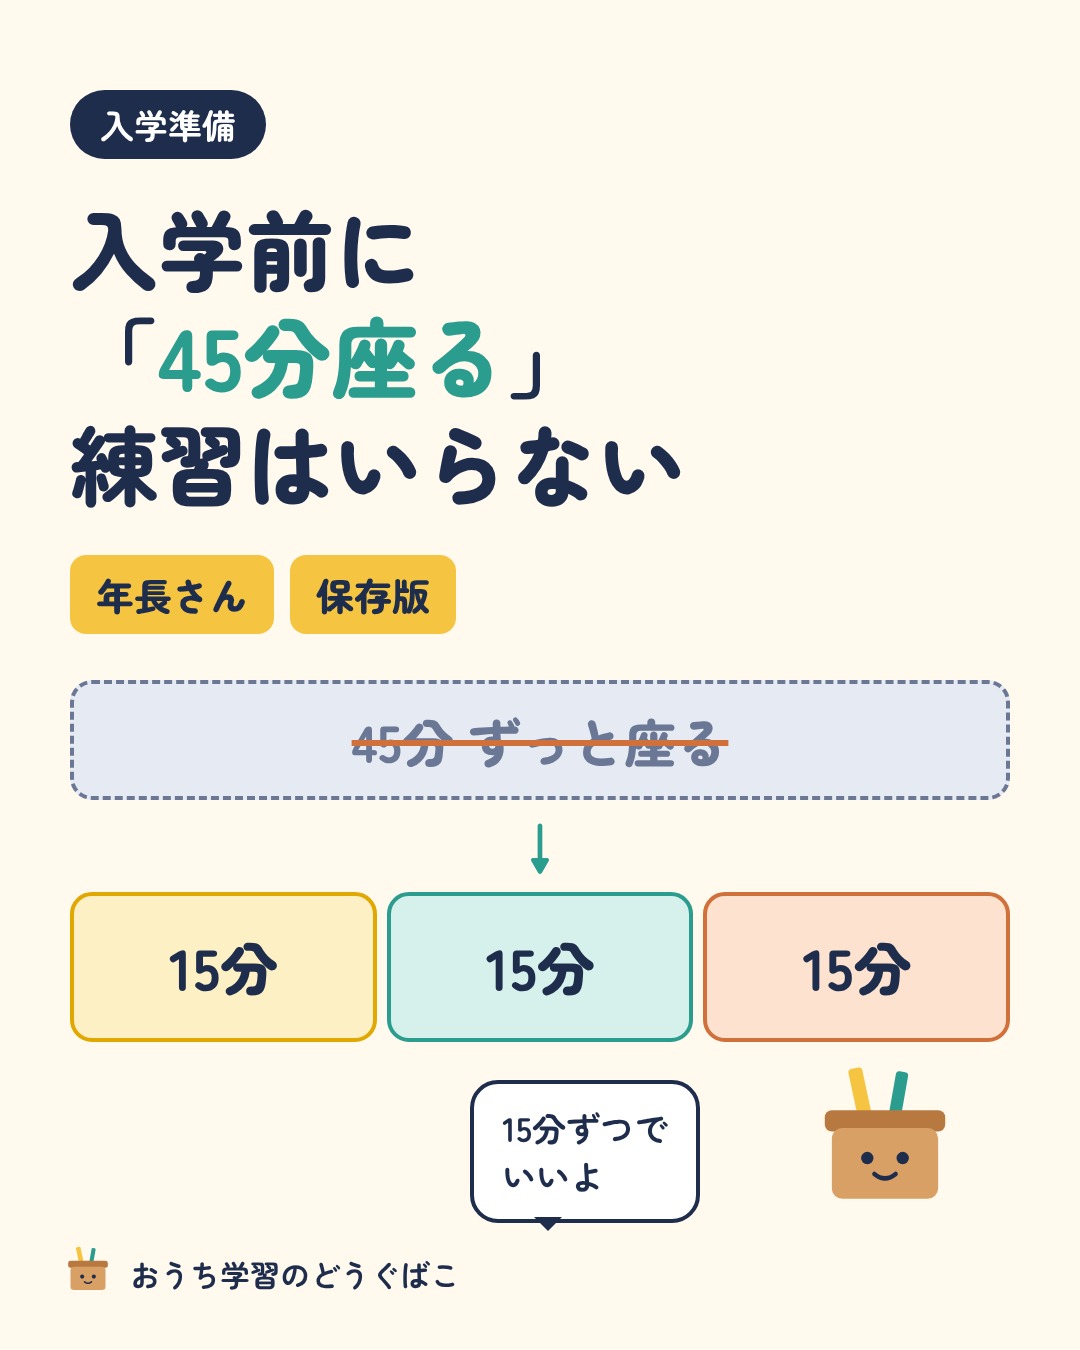 入学準備
入学前に
「45分座る」
練習はいらない
年長さん
保存版
45分 ずっと座る
15分
15分
15分
15分ずつで
いいよ
おうち学習のどうぐばこ